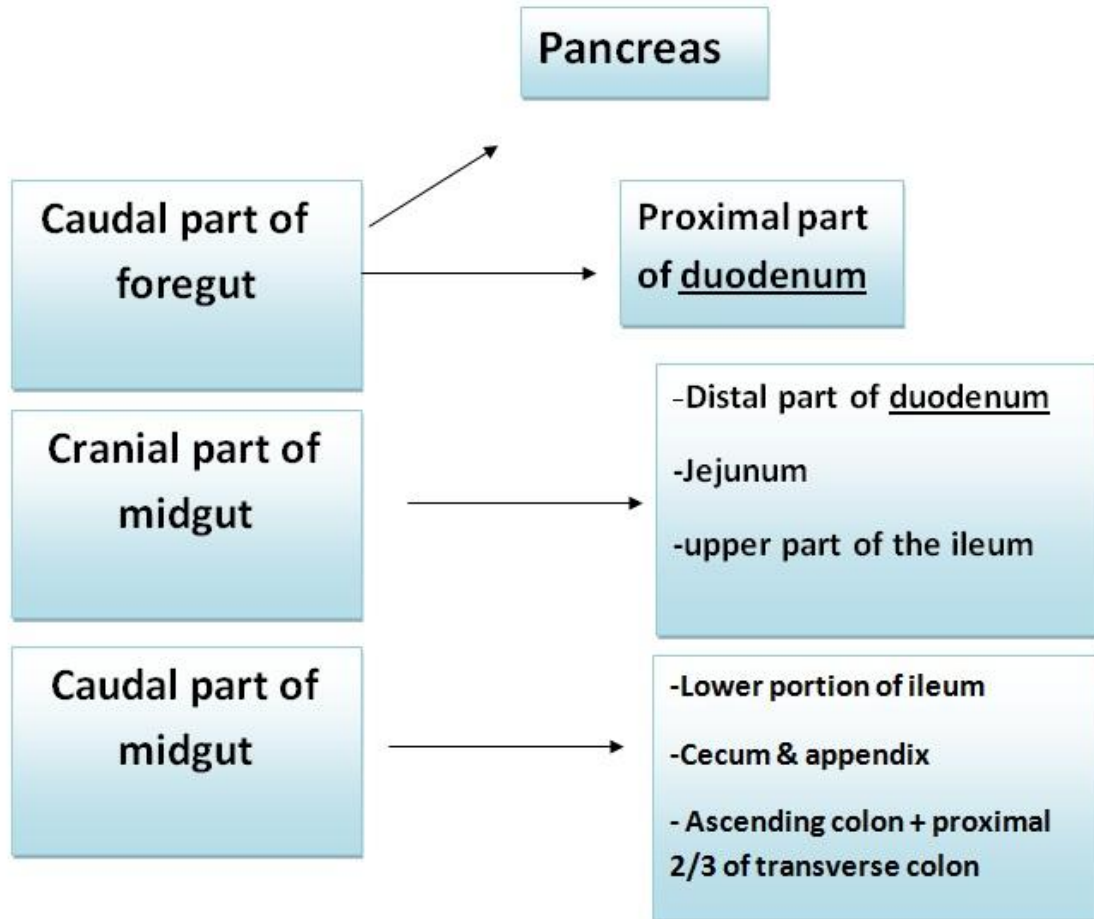 Pancreas
Caudal part of
foregut
Proximal part
of duodenum
Cranial part of
midgut
-Distal part of duodenum
-Jejunum
-upper part of the ileum
Caudal part of
midgut
-Lower portion of ileum
-Cecum & appendix
- Ascending colon + proximal
2/3 of transverse colon